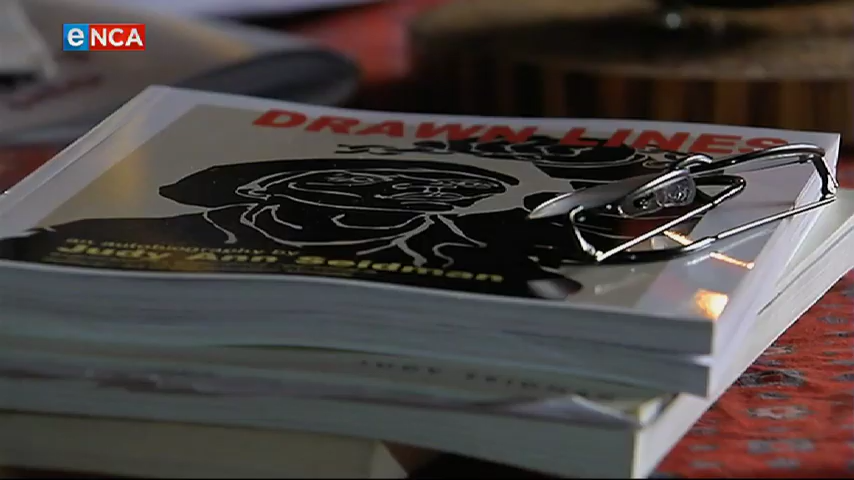 eNCA
DRAWN LINES
an autobiography by
Judy Ann Seidman